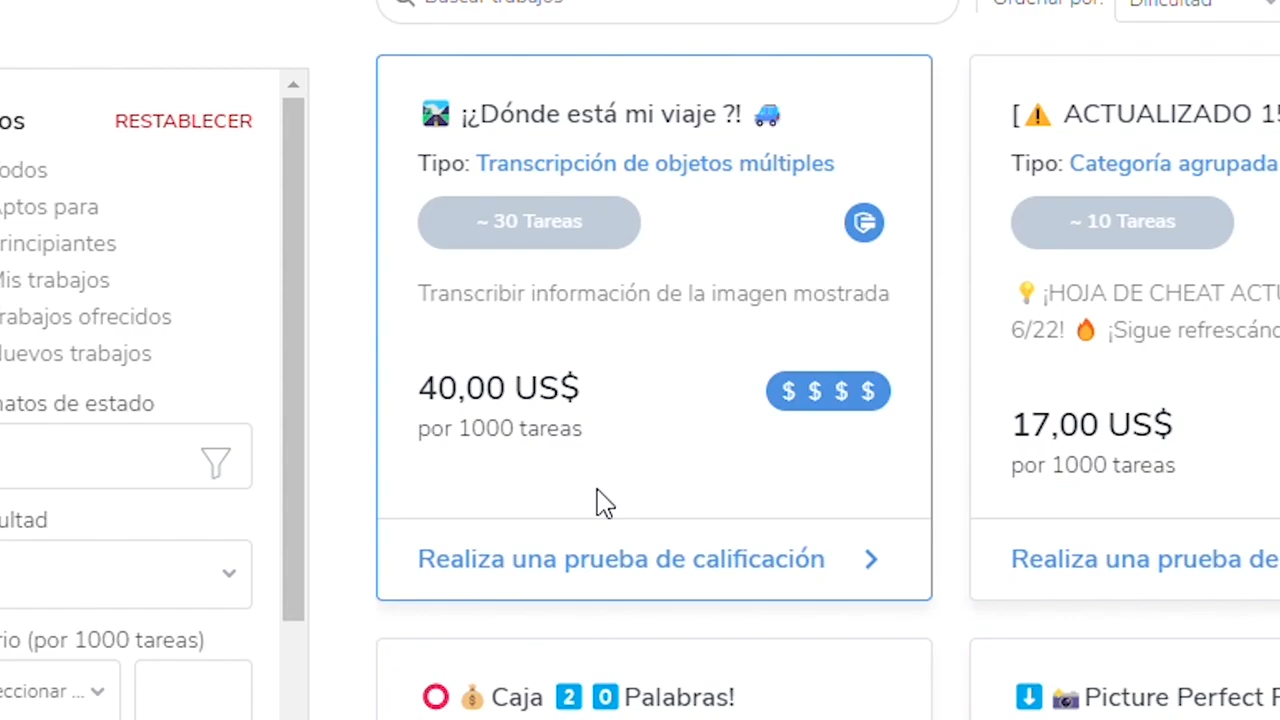 Buscar trabajos
Ordenar por:
Dificultad
os
RESTABLECER
odos
Aptos para
rincipiantes
Mis trabajos
rabajos ofrecidos
Nuevos trabajos
matos de estado
ultad
rio (por 1000 tareas)
eccionar ...
🛣️ ¡¿Dónde está mi viaje ?! 🚙
Tipo: Transcripción de objetos múltiples
~ 30 Tareas
Transcribir información de la imagen mostrada
40,00 US$
$ $ $ $
por 1000 tareas
Realiza una prueba de calificación
[⚠️ ACTUALIZADO 15
Tipo: Categoría agrupada
~ 10 Tareas
💡¡HOJA DE CHEAT ACTU
6/22! 🔥 ¡Sigue refrescánd
17,00 US$
por 1000 tareas
Realiza una prueba de
⭕ 💰 Caja 2️⃣ 0️⃣ Palabras!
⬇️ 📸 Picture Perfect P